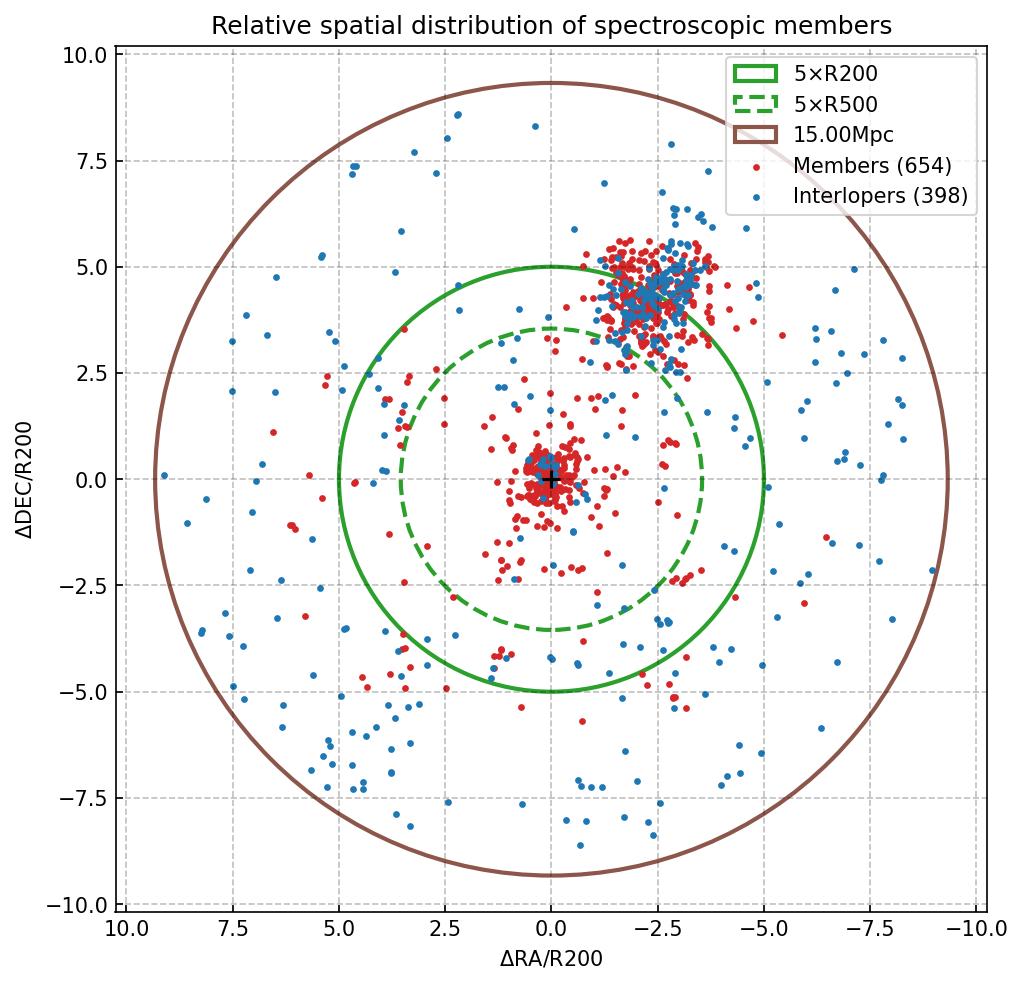 Relative spatial distribution of spectroscopic members
10.0
7.5
5.0
2.5
0.0
−2.5
−5.0
−7.5
−10.0
ΔDEC/R200
5×R200
5×R500
15.00Mpc
Members (654)
Interlopers (398)
10.0 7.5 5.0 2.5 0.0 −2.5 −5.0 −7.5 −10.0
ΔRA/R200